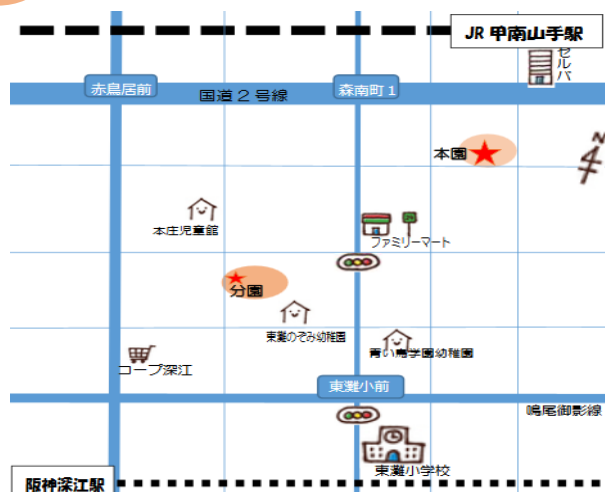 JR 甲南山手駅
セルバ
赤鳥居前
国道２号線
森南町１
本園
N
本庄児童館
ファミリーマート
分園
東灘のぞみ幼稚園
青い鳥学園幼稚園
コープ深江
東灘小前
鳴尾御影線
東灘小学校
阪神深江駅